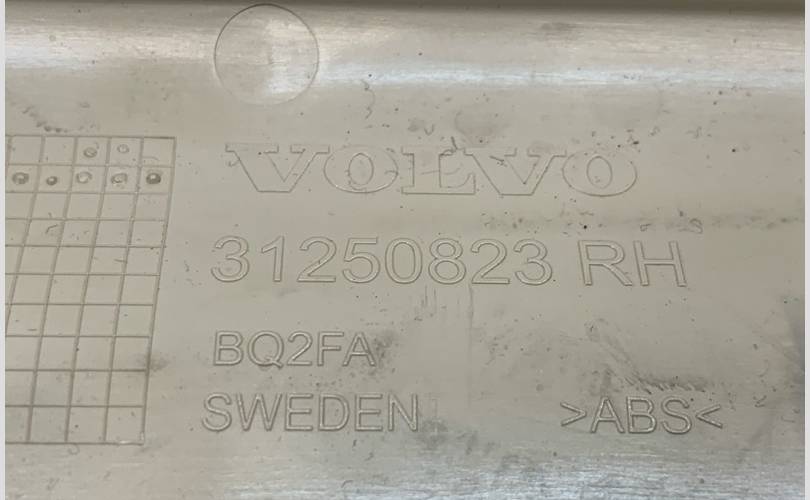 VOLVO
31250823 RH
BQ2FA
SWEDEN >ABS<